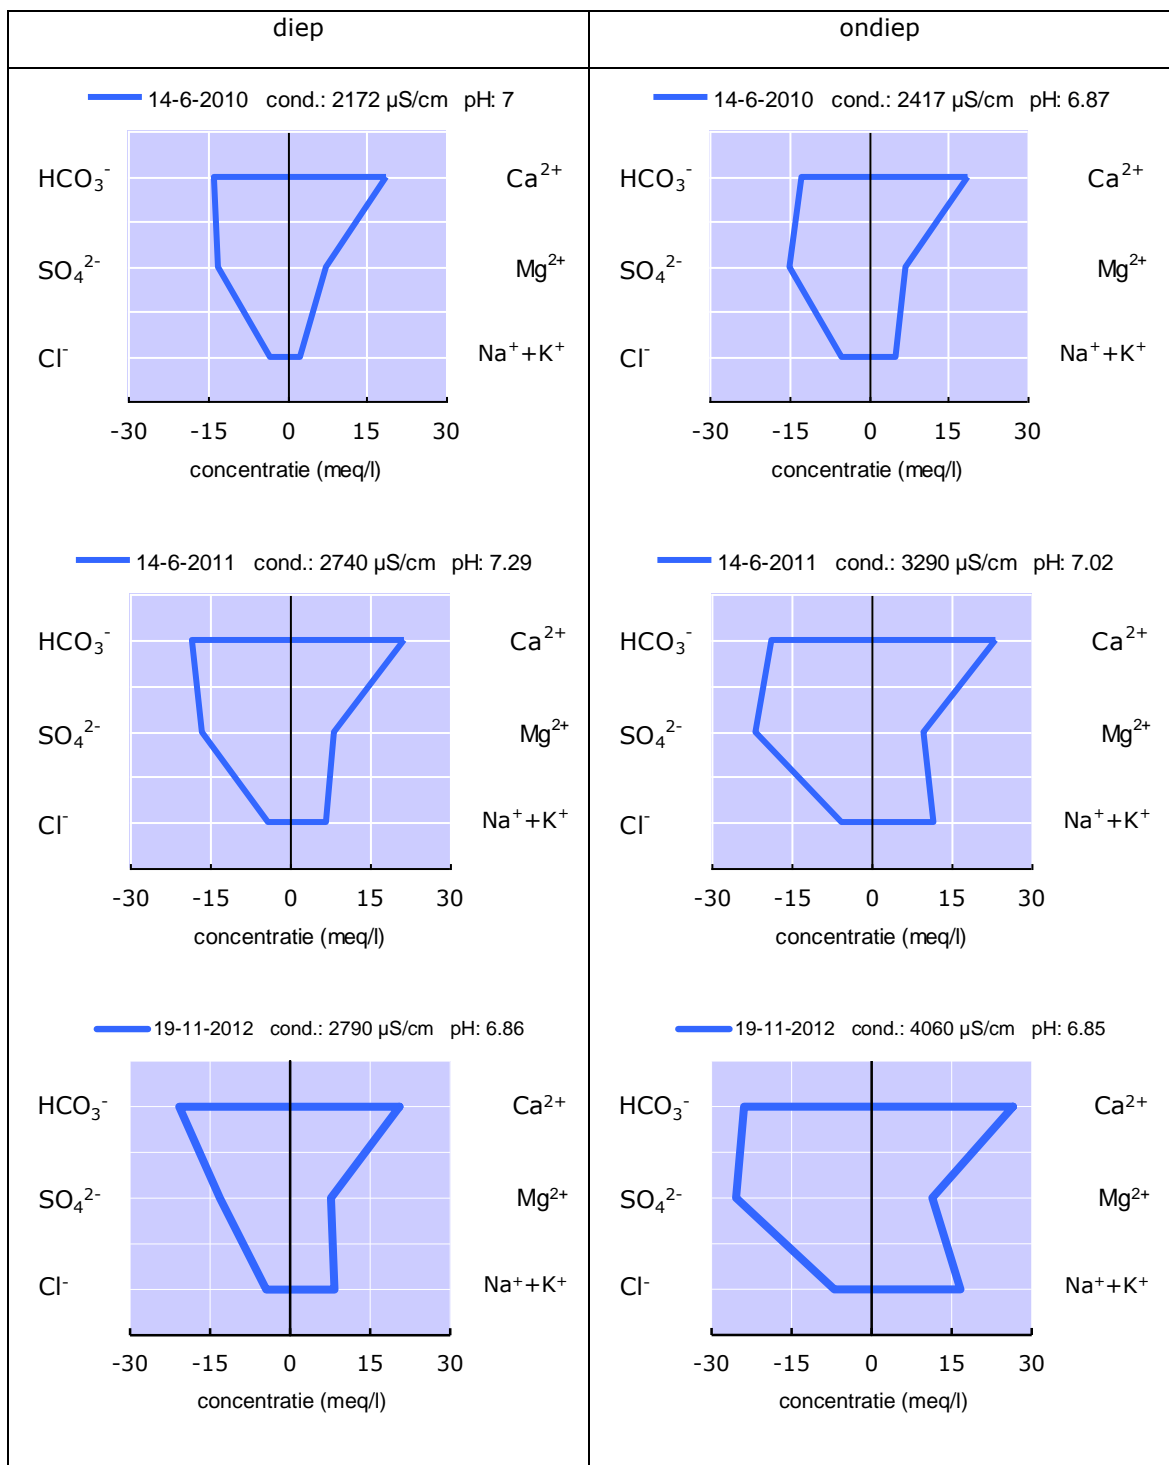 diep
ondiep
14-6-2010 cond.: 2172 µS/cm pH: 7
HCO₃⁻
Ca²⁺
SO₄²⁻
Mg²⁺
Cl⁻
Na⁺+K⁺
-30 -15 0 15 30
concentratie (meq/l)
14-6-2010 cond.: 2417 µS/cm pH: 6.87
HCO₃⁻
Ca²⁺
SO₄²⁻
Mg²⁺
Cl⁻
Na⁺+K⁺
-30 -15 0 15 30
concentratie (meq/l)
14-6-2011 cond.: 2740 µS/cm pH: 7.29
HCO₃⁻
Ca²⁺
SO₄²⁻
Mg²⁺
Cl⁻
Na⁺+K⁺
-30 -15 0 15 30
concentratie (meq/l)
14-6-2011 cond.: 3290 µS/cm pH: 7.02
HCO₃⁻
Ca²⁺
SO₄²⁻
Mg²⁺
Cl⁻
Na⁺+K⁺
-30 -15 0 15 30
concentratie (meq/l)
19-11-2012 cond.: 2790 µS/cm pH: 6.86
HCO₃⁻
Ca²⁺
SO₄²⁻
Mg²⁺
Cl⁻
Na⁺+K⁺
-30 -15 0 15 30
concentratie (meq/l)
19-11-2012 cond.: 4060 µS/cm pH: 6.85
HCO₃⁻
Ca²⁺
SO₄²⁻
Mg²⁺
Cl⁻
Na⁺+K⁺
-30 -15 0 15 30
concentratie (meq/l)